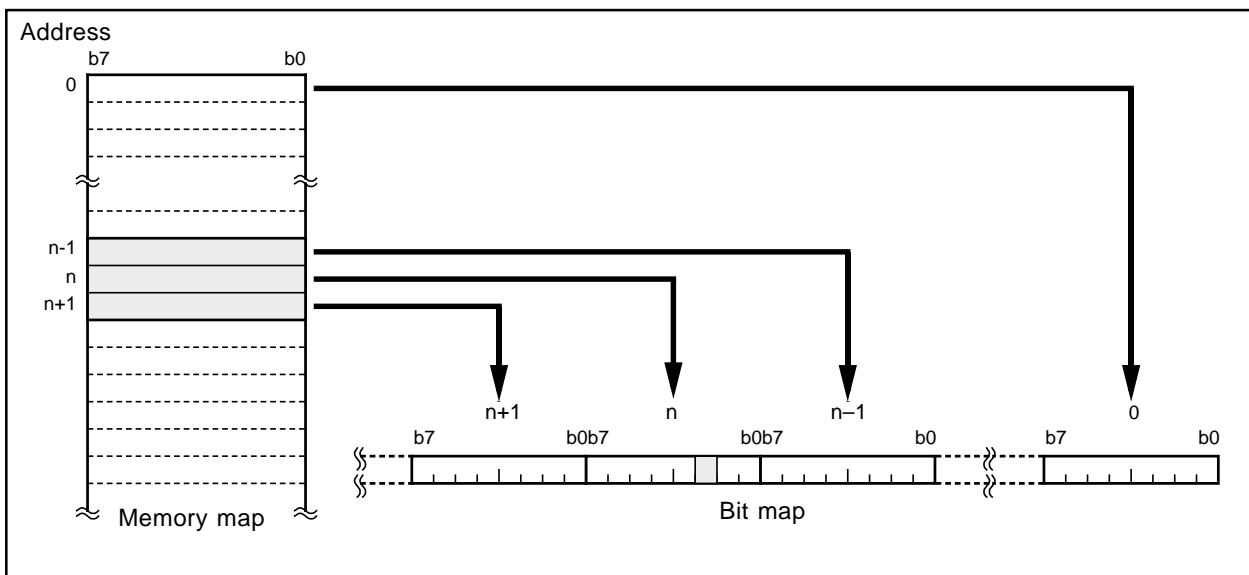 Address
b7 b0
0
n-1
n
n+1
n+1 n n–1 0
b7 b0b7 b0b7 b0 b7 b0
Memory map
Bit map